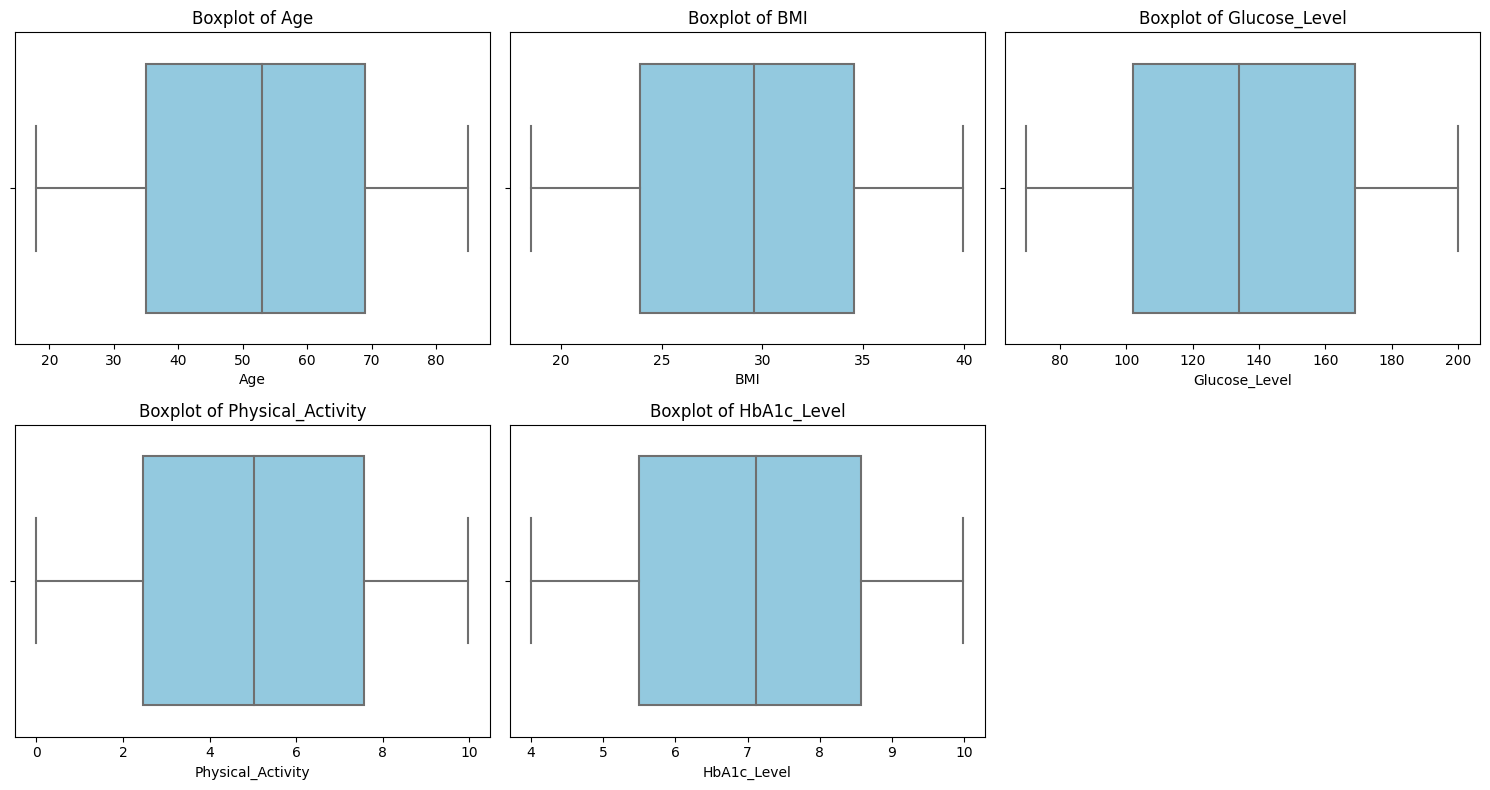 Boxplot of Age
20 30 40 50 60 70 80
Age
Boxplot of BMI
20 25 30 35 40
BMI
Boxplot of Glucose_Level
80 100 120 140 160 180 200
Glucose_Level
Boxplot of Physical_Activity
0 2 4 6 8 10
Physical_Activity
Boxplot of HbA1c_Level
4 5 6 7 8 9 10
HbA1c_Level